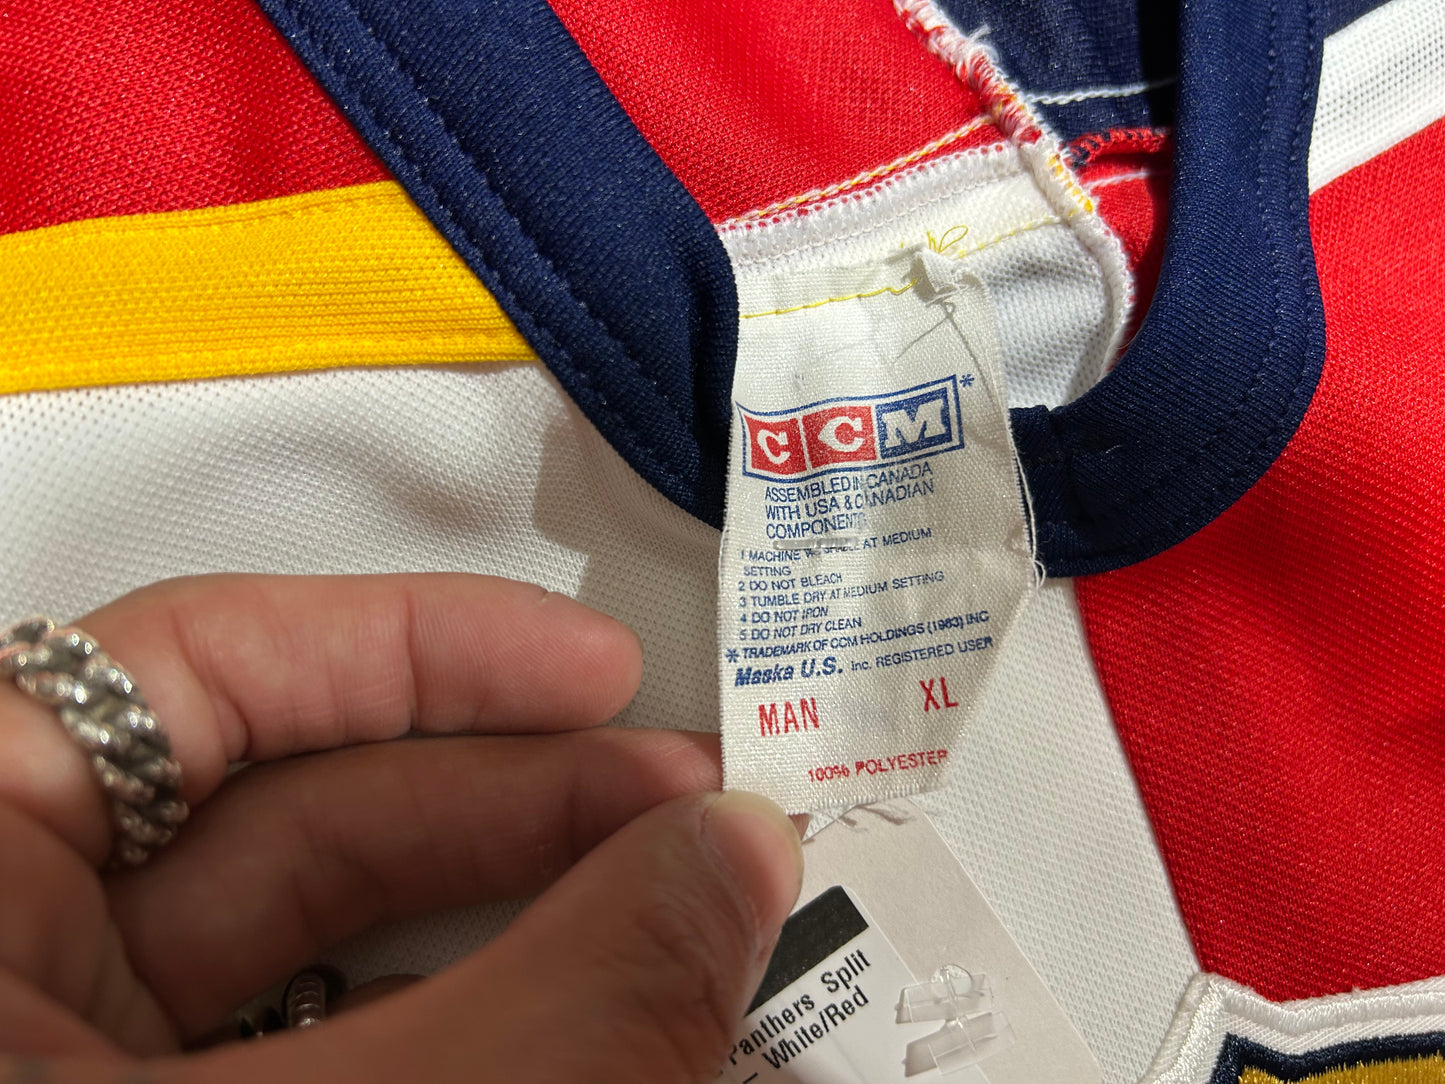 CCM*
ASSEMBLED IN CANADA
WITH USA & CANADIAN
COMPONENTS
1 MACHINE AT MEDIUM
SETTING
2 DO NOT BLEACH
3 TUMBLE DRY AT MEDIUM SETTING
4 DO NOT IRON
5 DO NOT DRY CLEAN
* TRADEMARK OF CCM HOLDINGS (1983) INC
Maska U.S. Inc. REGISTERED USER
MAN XL
100% POLYESTER
Panthers Split
— White/Red